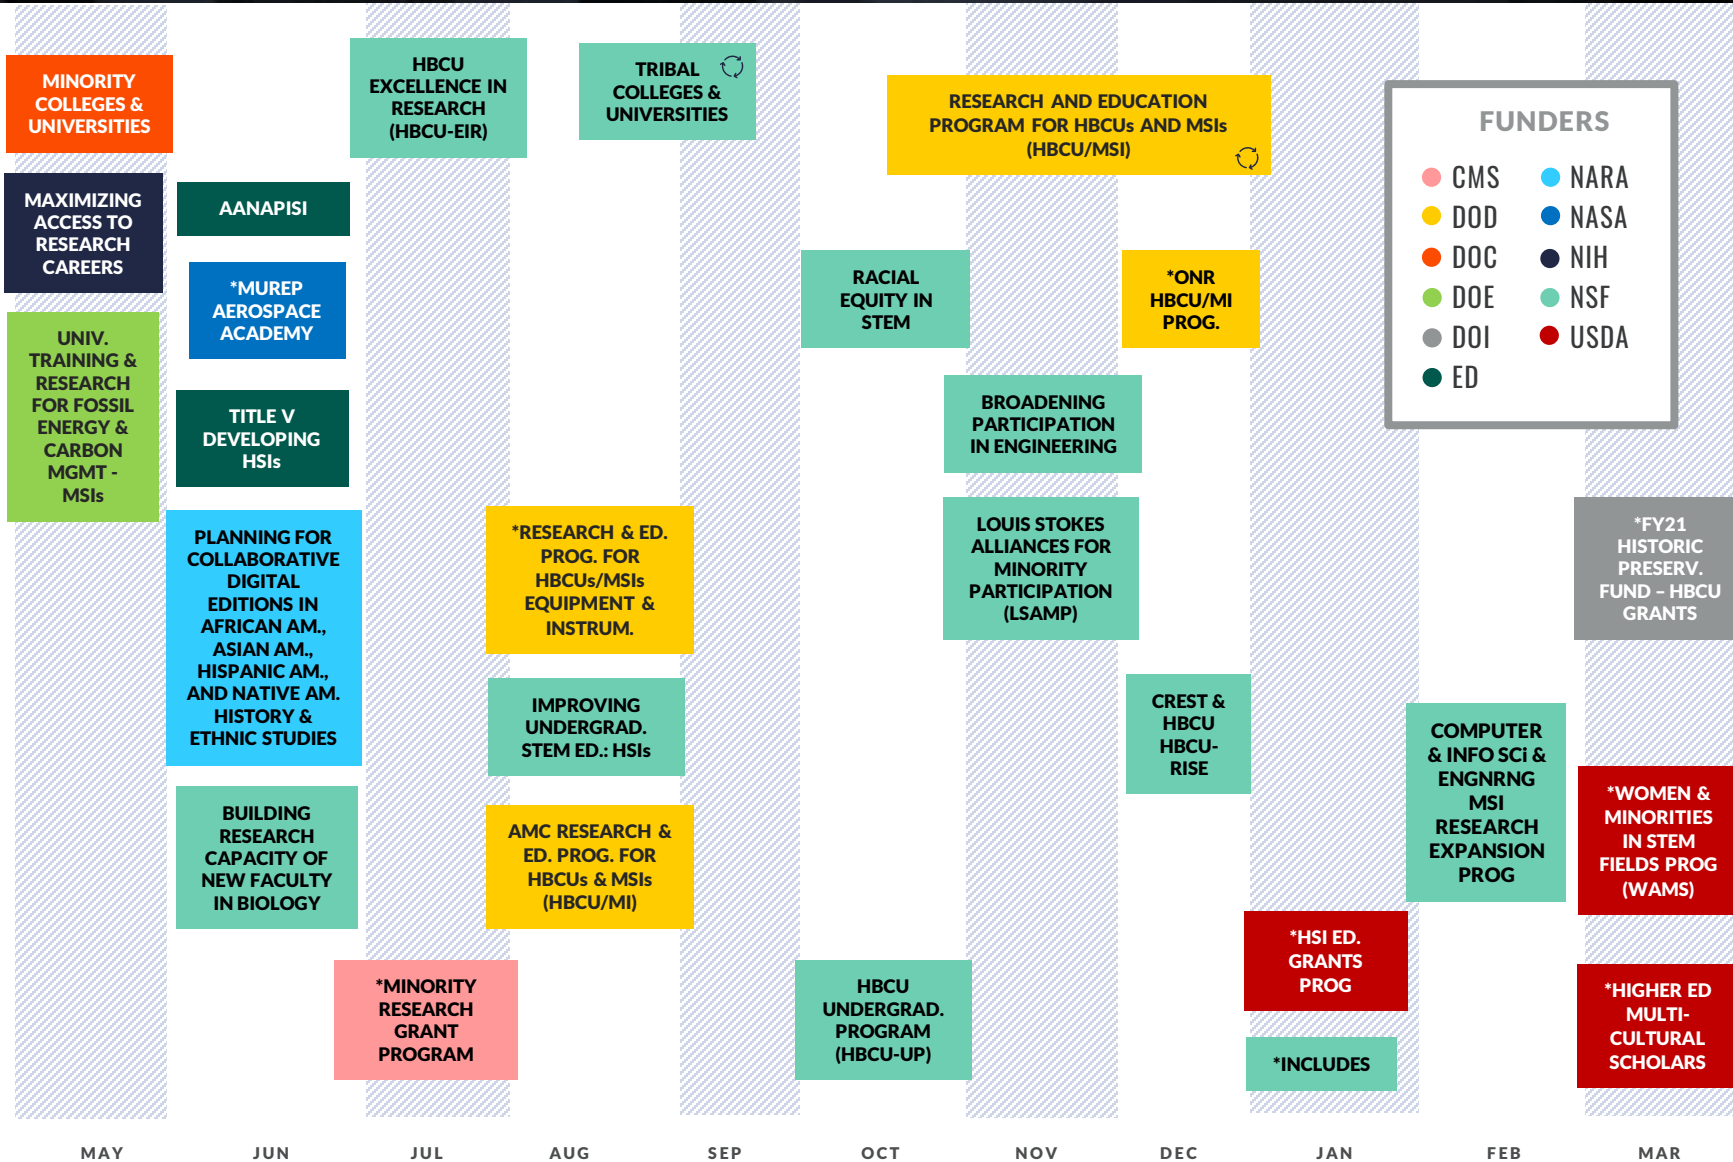 MINORITY
COLLEGES &
UNIVERSITIES
HBCU
EXCELLENCE IN
RESEARCH
(HBCU-EIR)
TRIBAL
COLLEGES &
UNIVERSITIES
RESEARCH AND EDUCATION
PROGRAM FOR HBCUs AND MSIs
(HBCU/MSI)
FUNDERS
CMS
DOD
DOC
DOE
DOI
ED
NARA
NASA
NIH
NSF
USDA
MAXIMIZING
ACCESS TO
RESEARCH
CAREERS
AANAPISI
*MUREP
AEROSPACE
ACADEMY
RACIAL
EQUITY IN
STEM
*ONR
HBCU/MI
PROG.
UNIV.
TRAINING &
RESEARCH
FOR FOSSIL
ENERGY &
CARBON
MGMT -
MSIs
TITLE V
DEVELOPING
HSIs
BROADENING
PARTICIPATION
IN ENGINEERING
PLANNING FOR
COLLABORATIVE
DIGITAL
EDITIONS IN
AFRICAN AM.,
ASIAN AM.,
HISPANIC AM.,
AND NATIVE AM.
HISTORY &
ETHNIC STUDIES
*RESEARCH & ED.
PROG. FOR
HBCUs/MSIs
EQUIPMENT &
INSTRUM.
LOUIS STOKES
ALLIANCES FOR
MINORITY
PARTICIPATION
(LSAMP)
*FY21
HISTORIC
PRESERV.
FUND – HBCU
GRANTS
IMPROVING
UNDERGRAD.
STEM ED.: HSIs
CREST &
HBCU
HBCU-
RISE
COMPUTER
& INFO SCi &
ENGNRNG
MSI
RESEARCH
EXPANSION
PROG
*WOMEN &
MINORITIES
IN STEM
FIELDS PROG
(WAMS)
BUILDING
RESEARCH
CAPACITY OF
NEW FACULTY
IN BIOLOGY
AMC RESEARCH &
ED. PROG. FOR
HBCUs & MSIs
(HBCU/MI)
*HSI ED.
GRANTS
PROG
*MINORITY
RESEARCH
GRANT
PROGRAM
HBCU
UNDERGRAD.
PROGRAM
(HBCU-UP)
*INCLUDES
*HIGHER ED
MULTI-
CULTURAL
SCHOLARS
MAY
JUN
JUL
AUG
SEP
OCT
NOV
DEC
JAN
FEB
MAR